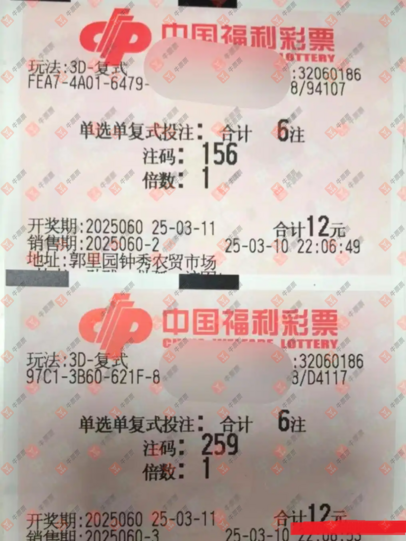 中国福利彩票
玩法:3D-复式 :32060186
FEA7-4A01-6479- 8/94107
单选单复式投注: 合计 6注
注码: 156
倍数: 1
开奖期:2025060 25-03-11 合计12元
销售期:2025060-2 25-03-10 22:06:49
地址:郭里园钟秀农贸市场
中国福利彩票
玩法:3D-复式 :32060186
97C1-3B60-621F-8 /D4117
单选单复式投注: 合计 6注
注码: 259
倍数: 1
开奖期:2025060 25-03-11 合计12元
销售期:2025060-3 25-03-10